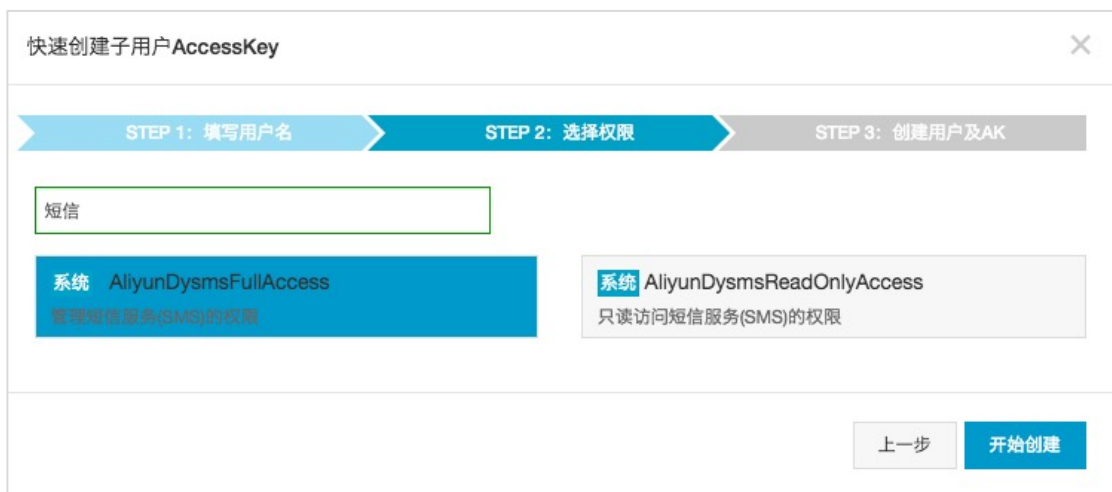 快速创建子用户AccessKey
STEP 1：填写用户名
STEP 2：选择权限
STEP 3：创建用户及AK
短信
系统 AliyunDysmsFullAccess
管理短信服务(SMS)的权限
系统 AliyunDysmsReadOnlyAccess
只读访问短信服务(SMS)的权限
上一步
开始创建